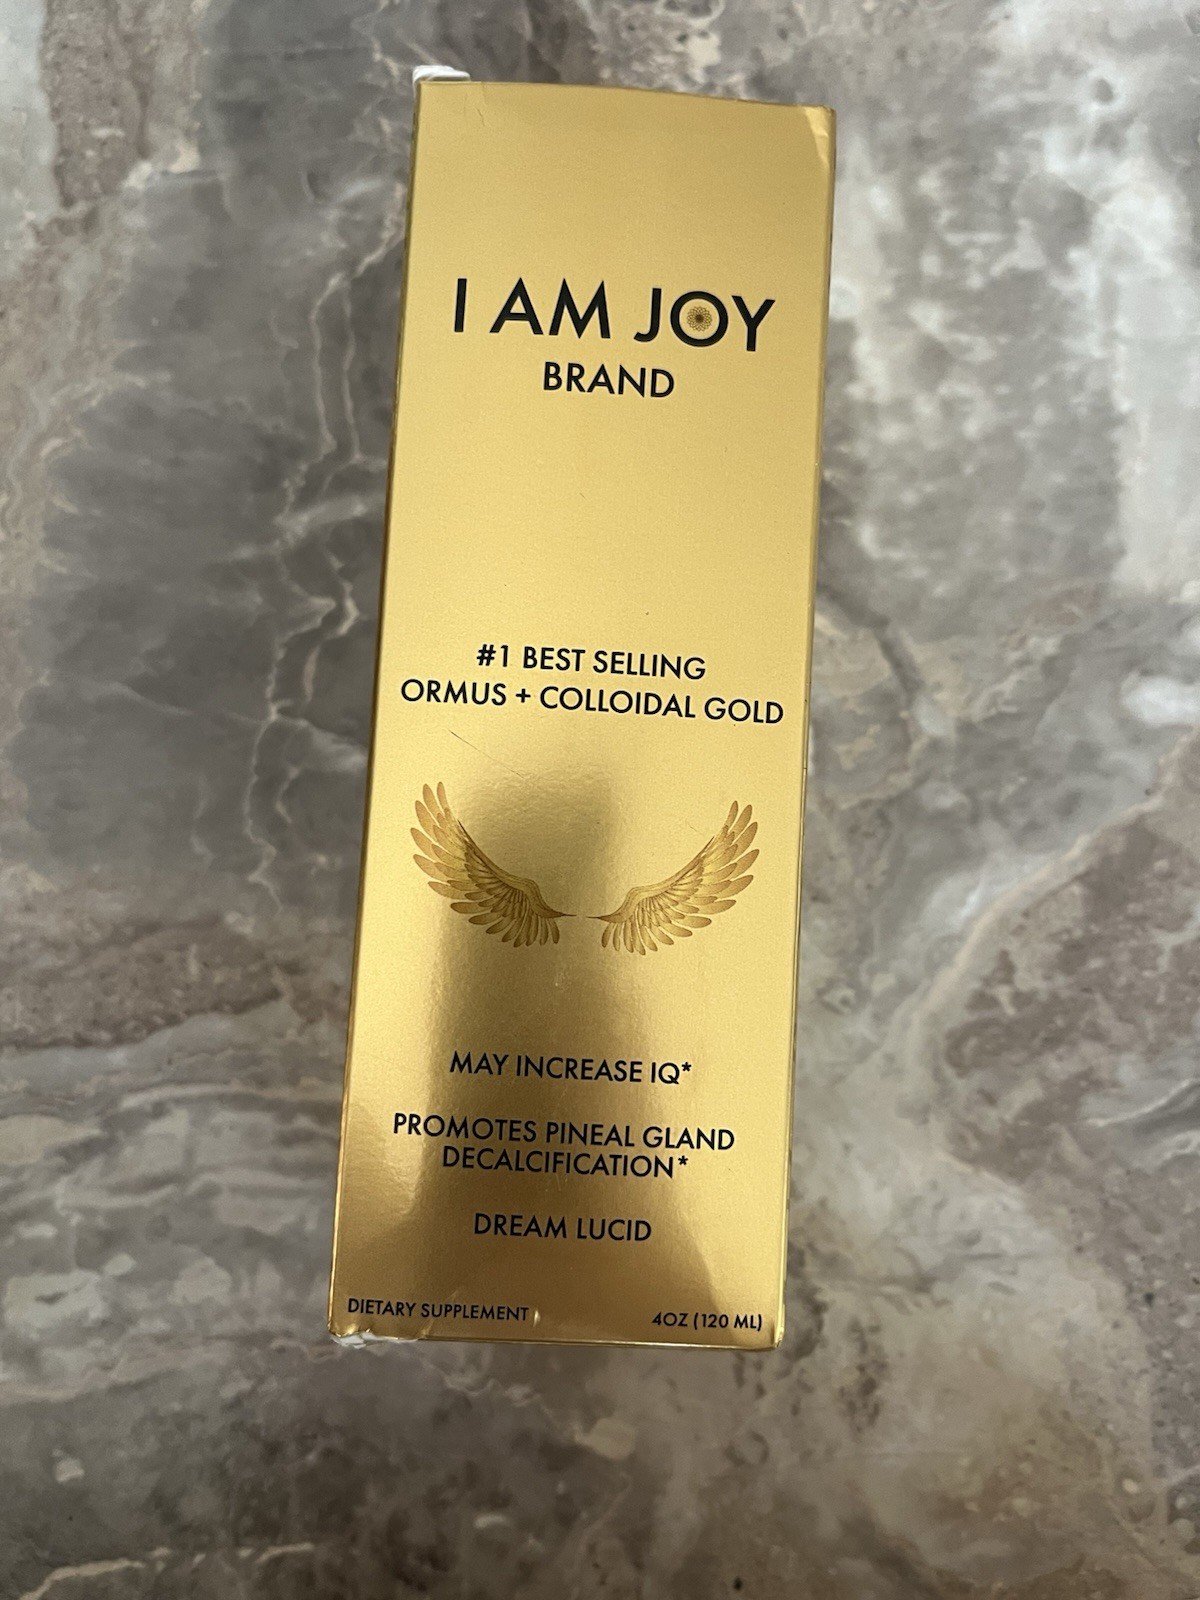 I AM JOY
BRAND
#1 BEST SELLING
ORMUS + COLLOIDAL GOLD
MAY INCREASE IQ*
PROMOTES PINEAL GLAND
DECALCIFICATION*
DREAM LUCID
DIETARY SUPPLEMENT 4OZ (120 ML)